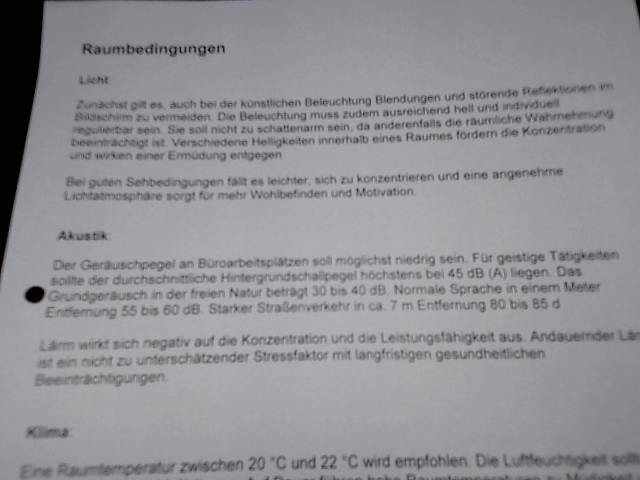 Raumbedingungen
Licht
Zunächst gilt es, auch bei der künstlichen Beleuchtung Blendungen und störende Reflektionen im
Bildschirm zu vermeiden. Die Beleuchtung muss zudem ausreichend hell und individuell
regulierbar sein. Sie soll nicht zu schattenarm sein, da anderenfalls die räumliche Wahrnehmung
beeinträchtigt ist. Verschiedene Helligkeiten innerhalb eines Raumes fördern die Konzentration
und wirken einer Ermüdung entgegen
Bei guten Sehbedingungen fällt es leichter, sich zu konzentrieren und eine angenehme
Lichtatmosphäre sorgt für mehr Wohlbefinden und Motivation.
Akustik:
Der Geräuschpegel an Büroarbeitsplätzen soll möglichst niedrig sein. Für geistige Tätigkeiten
sollte der durchschnittliche Hintergrundschallpegel höchstens bei 45 dB (A) liegen. Das
Grundgeräusch in der freien Natur beträgt 30 bis 40 dB. Normale Sprache in einem Meter
Entfernung 55 bis 60 dB. Starker Straßenverkehr in ca. 7 m Entfernung 80 bis 85 d
Lärm wirkt sich negativ auf die Konzentration und die Leistungsfähigkeit aus. Andauernder Lär
ist ein nicht zu unterschätzender Stressfaktor mit langfristigen gesundheitlichen
Beeinträchtigungen.
Klima:
Eine Raumtemperatur zwischen 20 °C und 22 °C wird empfohlen. Die Luftfeuchtigkeit sollt